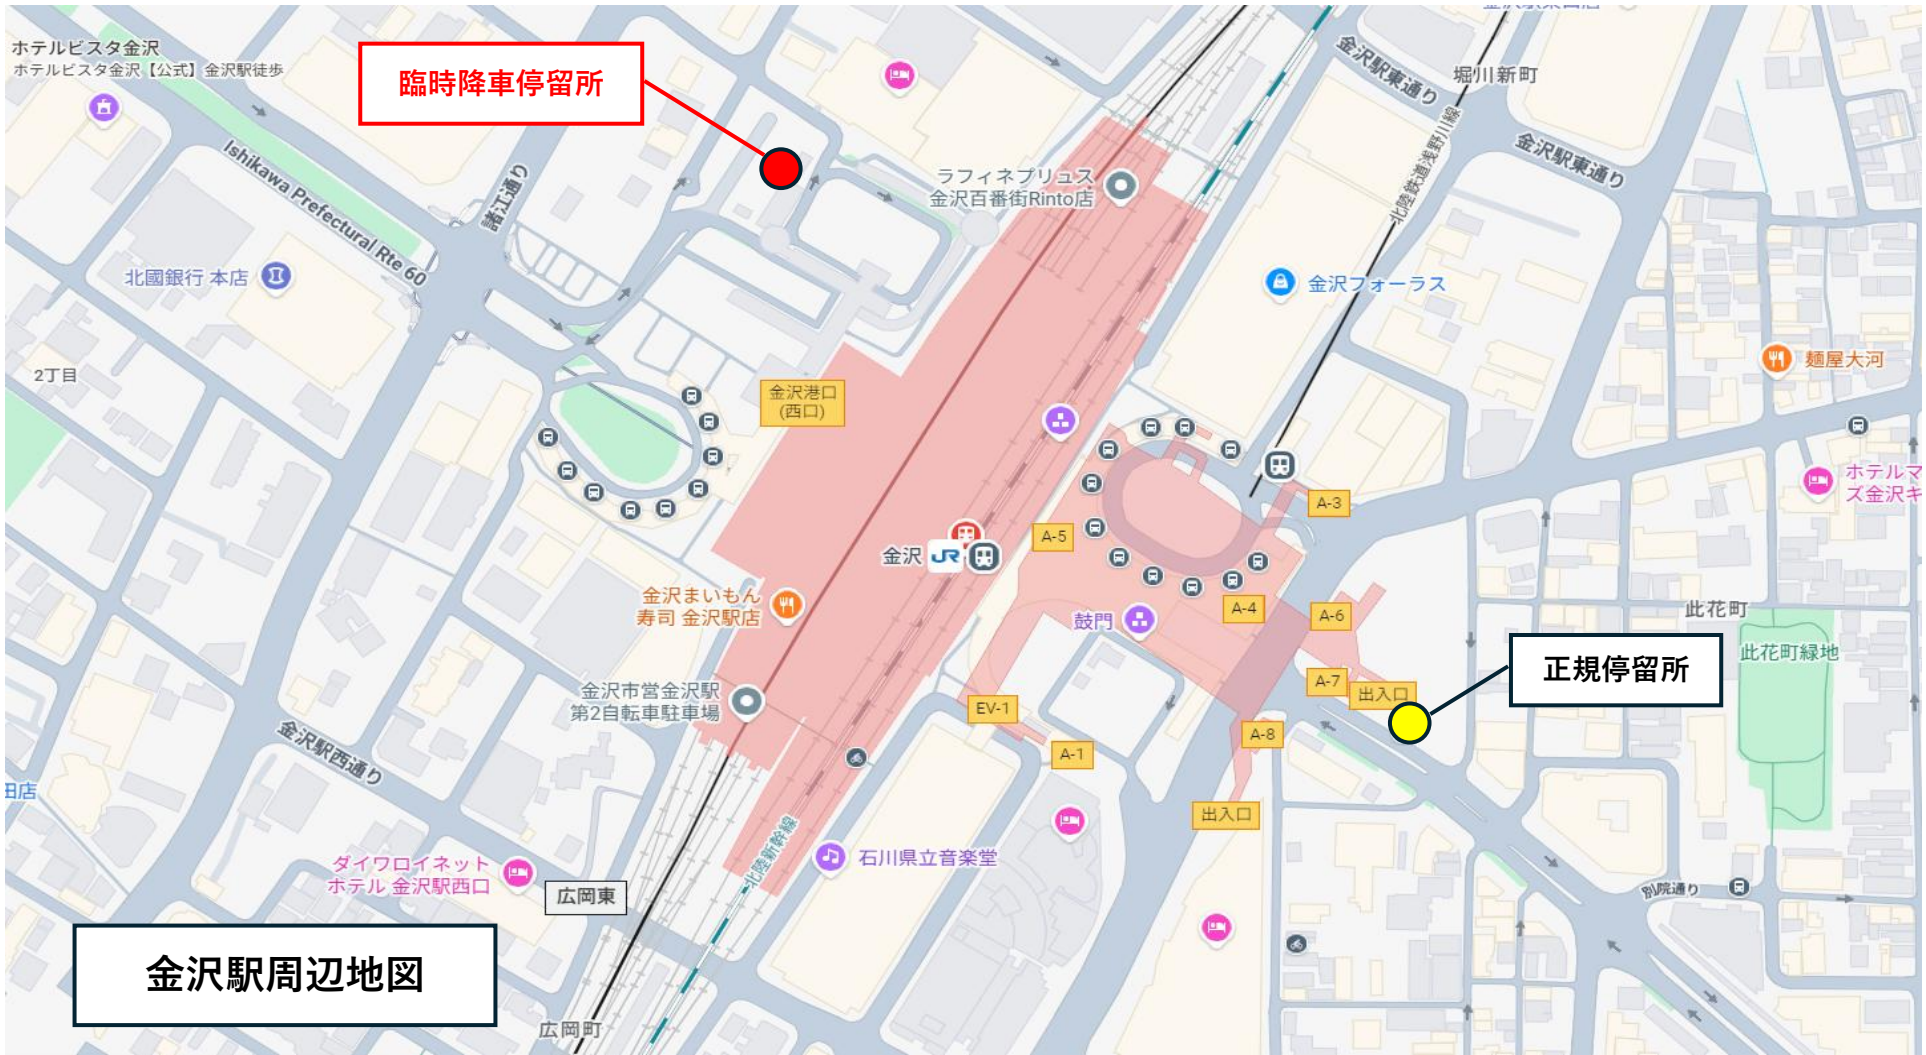 ホテルビスタ金沢
ホテルビスタ金沢【公式】金沢駅徒歩
臨時降車停留所
金沢駅東通り
堀川新町
金沢駅東通り
北陸鉄道浅野川線
Ishikawa Prefectural Rte 60
諸江通り
ラフィネプリュス
金沢百番街Rinto店
北國銀行 本店
金沢フォーラス
2丁目
金沢港口
(西口)
麺屋大河
ホテルマ
ズ金沢キ
A-3
A-5
金沢
JR
金沢まいもん
寿司 金沢駅店
鼓門
A-4
A-6
此花町
此花町緑地
正規停留所
A-7
出入口
金沢市営金沢駅
第2自転車駐車場
EV-1
A-8
A-1
金沢駅西通り
田店
出入口
北陸新幹線
石川県立音楽堂
ダイワロイネット
ホテル 金沢駅西口
広岡東
別院通り
金沢駅周辺地図
広岡町